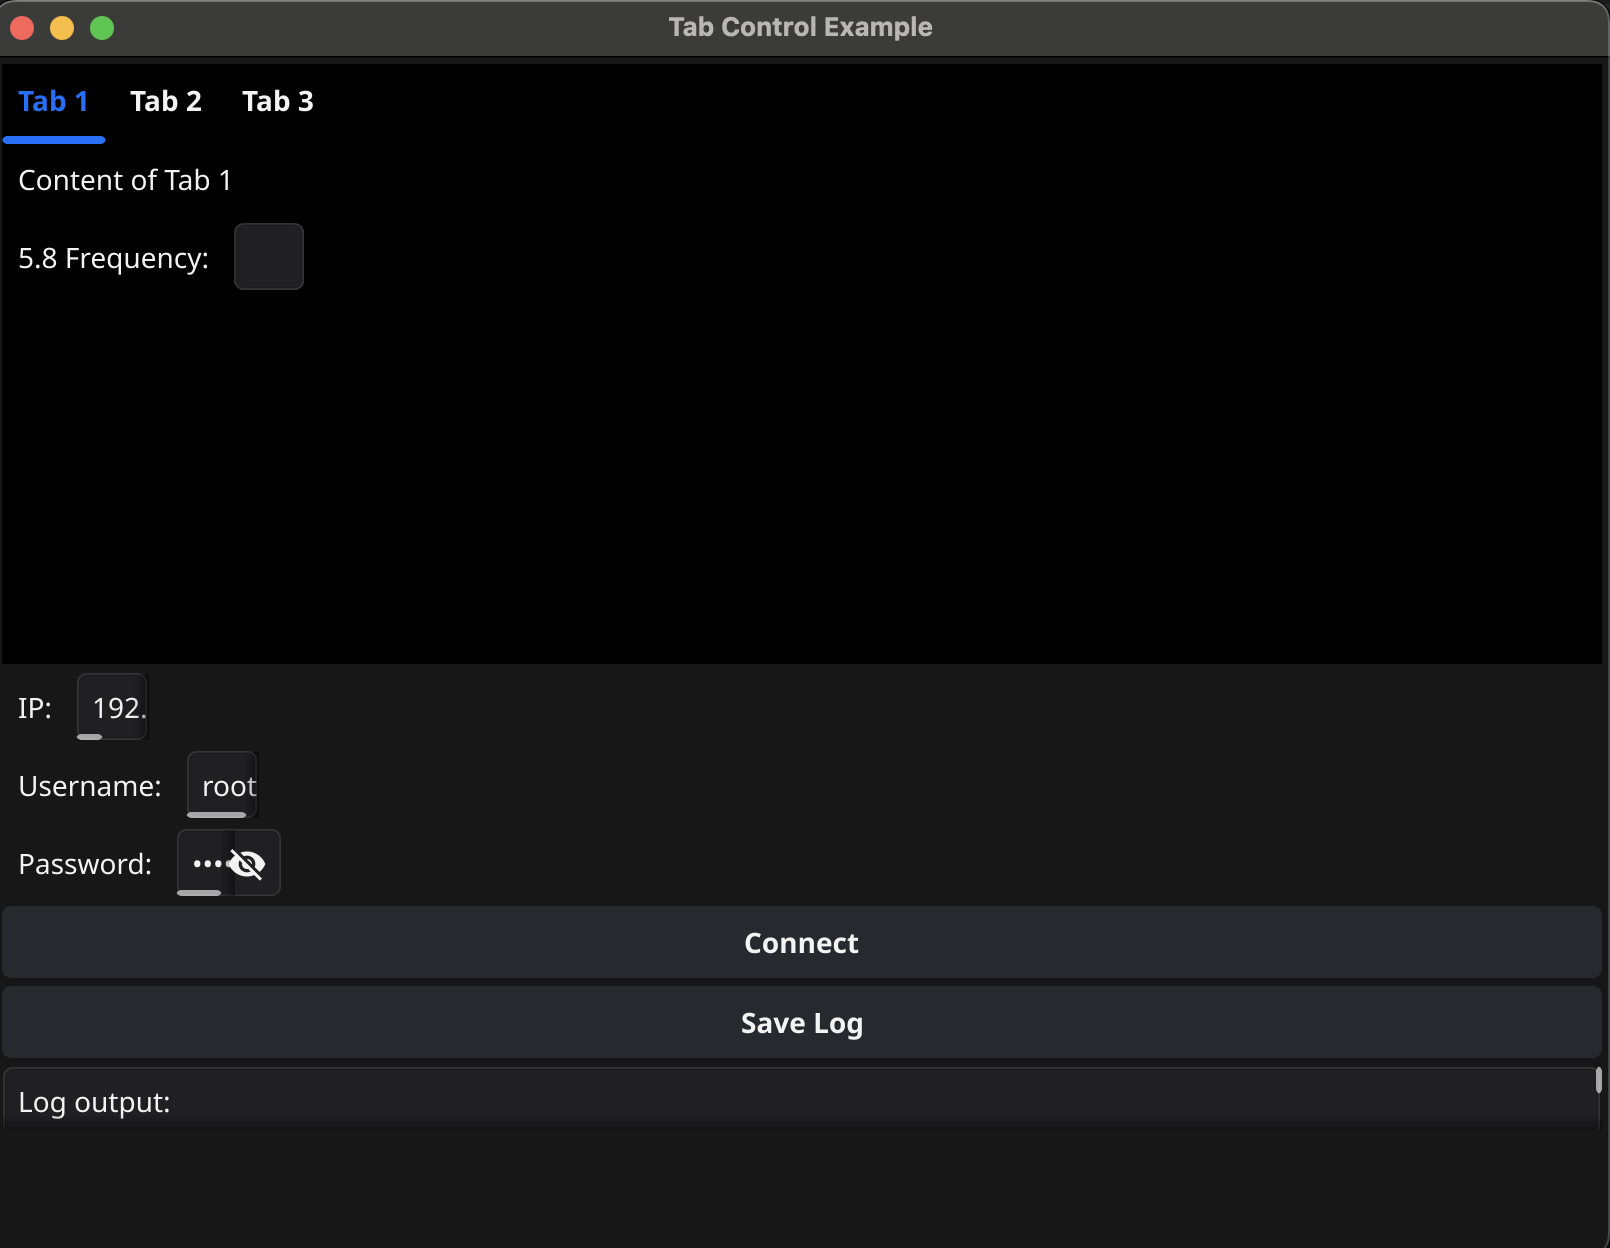 Tab Control Example
Tab 1 Tab 2 Tab 3
Content of Tab 1
5.8 Frequency:
IP: 192.
Username: root
Password: ••••
Connect
Save Log
Log output: